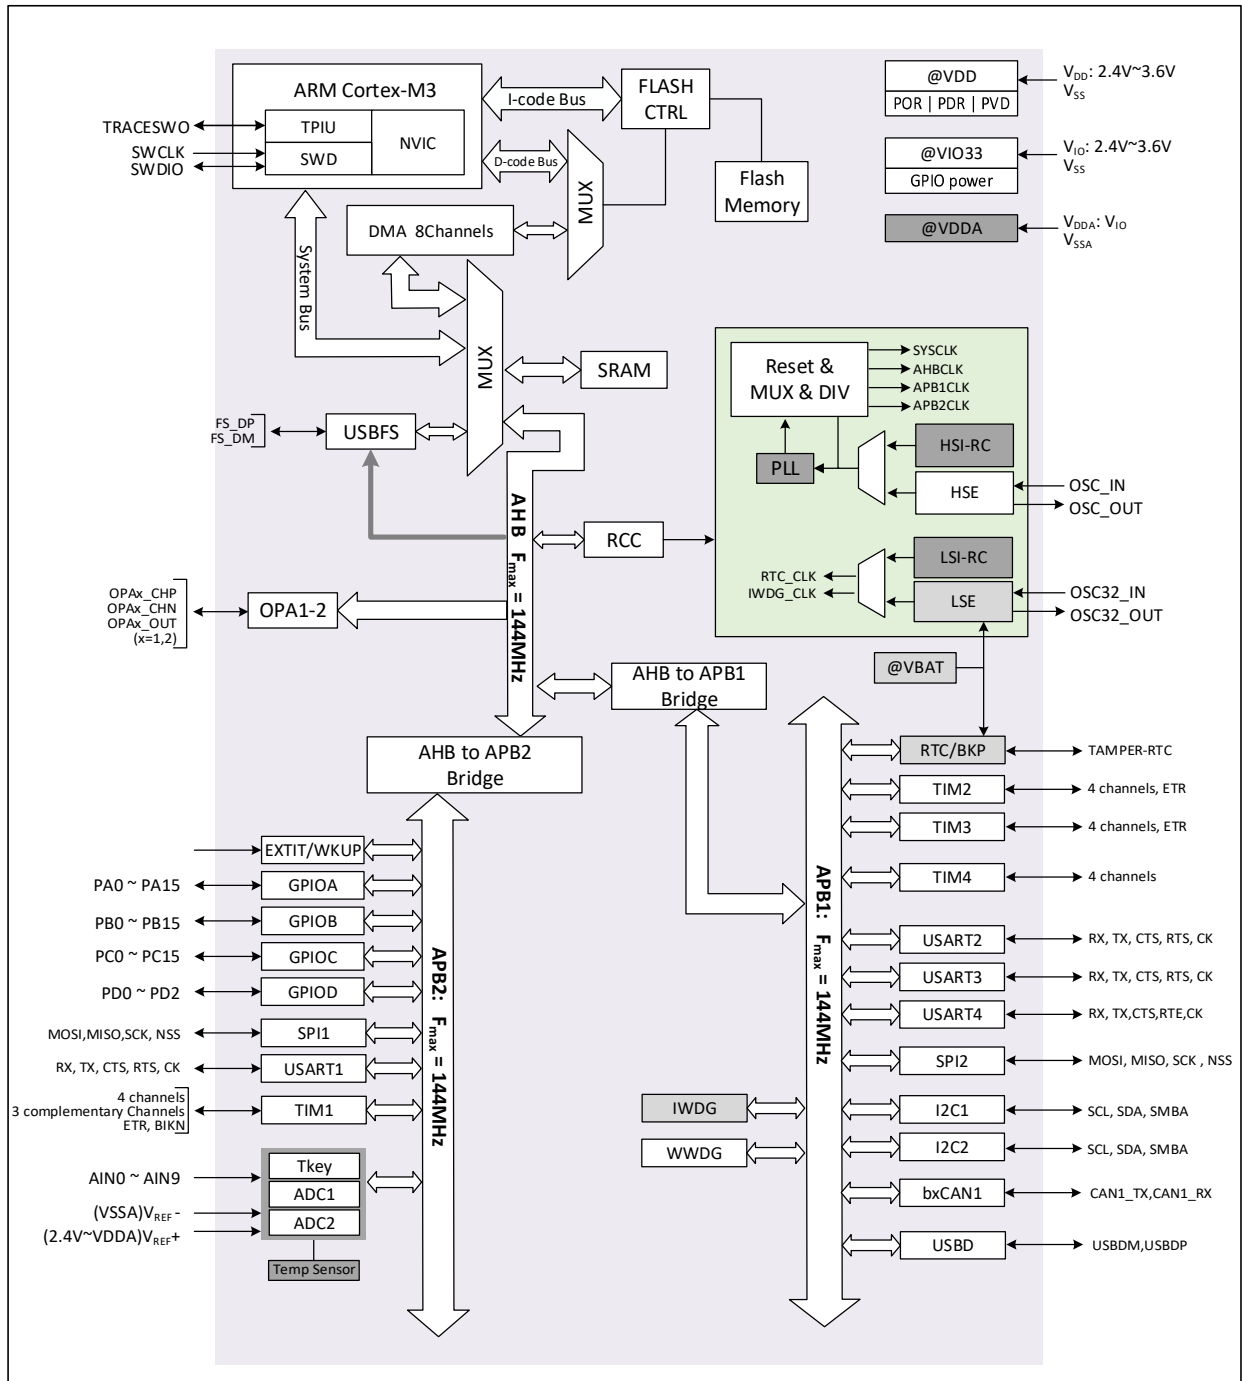 ARM Cortex-M3
TPIU
SWD
NVIC
TRACESWO
SWCLK
SWDIO
I-code Bus
D-code Bus
FLASH
CTRL
MUX
Flash
Memory
DMA 8Channels
System Bus
MUX
SRAM
FS_DP
FS_DM
USBFS
@VDD
POR | PDR | PVD
VDD: 2.4V~3.6V
VSS
@VIO33
GPIO power
VIO: 2.4V~3.6V
VSS
@VDDA
VDDA: VIO
VSSA
Reset &
MUX & DIV
SYSCLK
AHBCLK
APB1CLK
APB2CLK
PLL
HSI-RC
HSE
OSC_IN
OSC_OUT
RCC
LSI-RC
LSE
RTC_CLK
IWDG_CLK
OSC32_IN
OSC32_OUT
@VBAT
AHB Fmax = 144MHz
OPAx_CHP
OPAx_CHN
OPAx_OUT
(x=1,2)
OPA1-2
AHB to APB1
Bridge
AHB to APB2
Bridge
EXTIT/WKUP
PA0 ~ PA15
GPIOA
PB0 ~ PB15
GPIOB
PC0 ~ PC15
GPIOC
PD0 ~ PD2
GPIOD
MOSI,MISO,SCK, NSS
SPI1
RX, TX, CTS, RTS, CK
USART1
4 channels
3 complementary Channels
ETR, BIKN
TIM1
AIN0 ~ AIN9
(VSSA)VREF -
(2.4V~VDDA)VREF+
Tkey
ADC1
ADC2
Temp Sensor
APB2: Fmax = 144MHz
APB1: Fmax = 144MHz
IWDG
WWDG
RTC/BKP
TAMPER-RTC
TIM2
4 channels, ETR
TIM3
4 channels, ETR
TIM4
4 channels
USART2
RX, TX, CTS, RTS, CK
USART3
RX, TX, CTS, RTS, CK
USART4
RX, TX,CTS,RTE,CK
SPI2
MOSI, MISO, SCK , NSS
I2C1
SCL, SDA, SMBA
I2C2
SCL, SDA, SMBA
bxCAN1
CAN1_TX,CAN1_RX
USBD
USBDM,USBDP